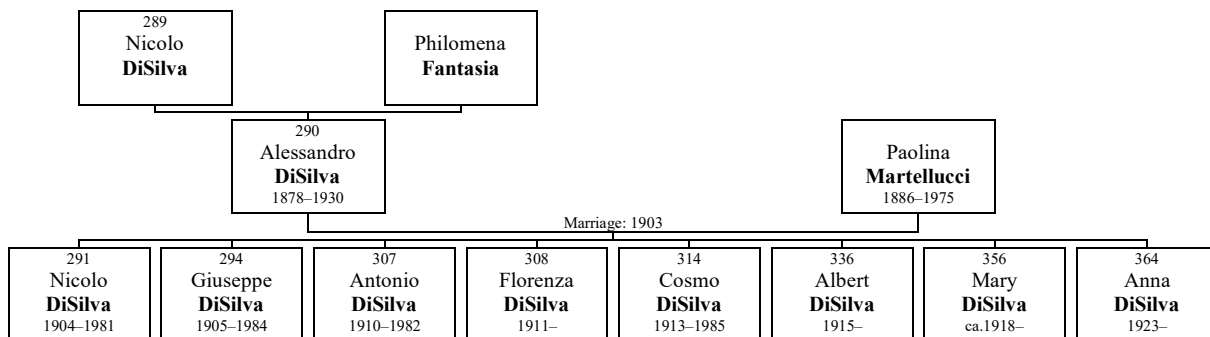 289
Nicolo
DiSilva
Philomena
Fantasia
290
Alessandro
DiSilva
1878–1930
Paolina
Martellucci
1886–1975
Marriage: 1903
291
Nicolo
DiSilva
1904–1981
294
Giuseppe
DiSilva
1905–1984
307
Antonio
DiSilva
1910–1982
308
Florenza
DiSilva
1911–
314
Cosmo
DiSilva
1913–1985
336
Albert
DiSilva
1915–
356
Mary
DiSilva
ca.1918–
364
Anna
DiSilva
1923–